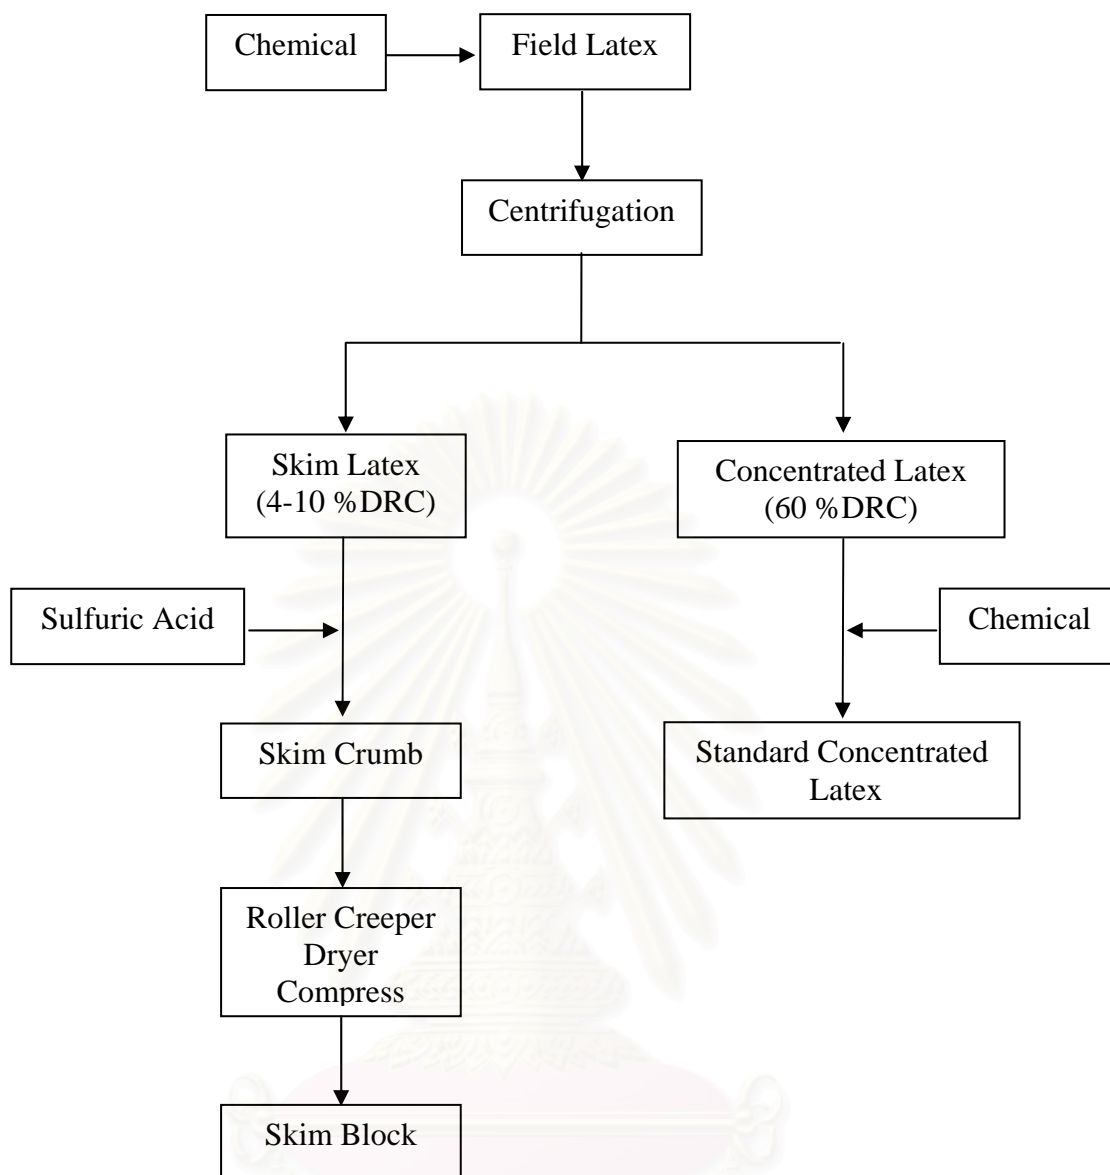 Chemical
Field Latex
Centrifugation
Skim Latex
(4-10 %DRC)
Concentrated Latex
(60 %DRC)
Sulfuric Acid
Chemical
Skim Crumb
Standard Concentrated
Latex
Roller Creeper
Dryer
Compress
Skim Block